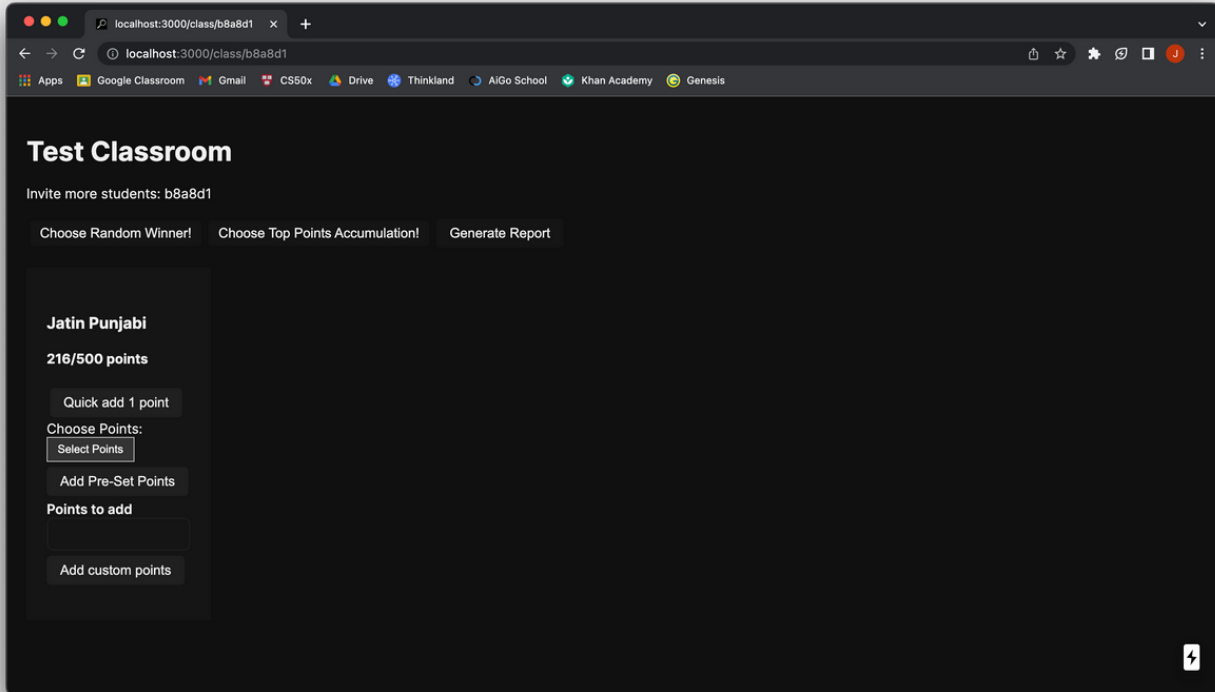 localhost:3000/class/b8a8d1
localhost:3000/class/b8a8d1
J
Apps Google Classroom Gmail CS50x Drive Thinkland AiGo School Khan Academy Genesis
Test Classroom
Invite more students: b8a8d1
Choose Random Winner! Choose Top Points Accumulation! Generate Report
Jatin Punjabi
216/500 points
Quick add 1 point
Choose Points:
Select Points
Add Pre-Set Points
Points to add
Add custom points